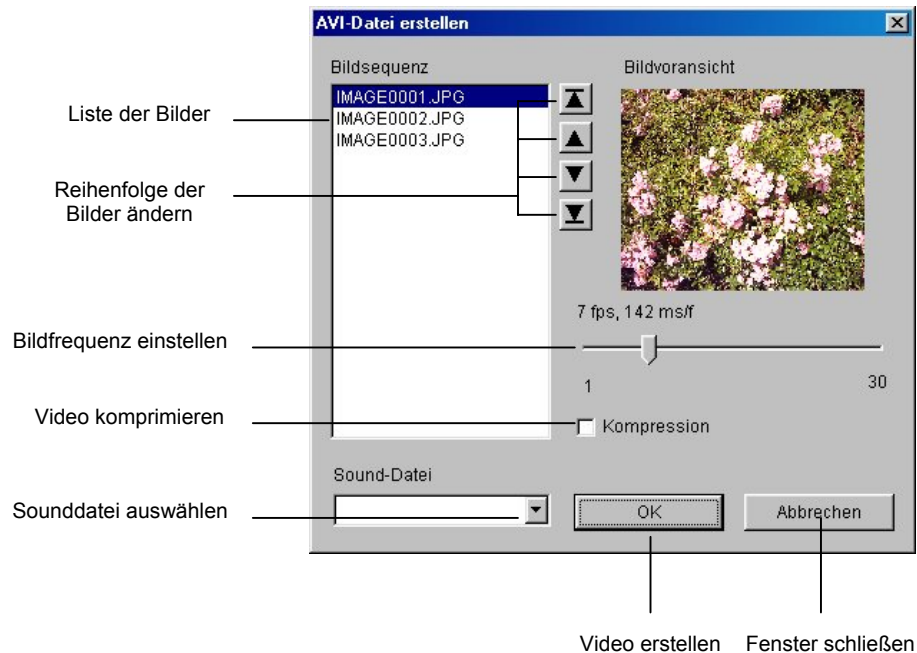 AVI-Datei erstellen
Bildsequenz
Bildvoransicht
IMAGE0001.JPG
IMAGE0002.JPG
IMAGE0003.JPG
Liste der Bilder
Reihenfolge der
Bilder ändern
7 fps, 142 ms/f
Bildfrequenz einstellen
1
30
Video komprimieren
Kompression
Sound-Datei
Sounddatei auswählen
OK
Abbrechen
Video erstellen
Fenster schließen